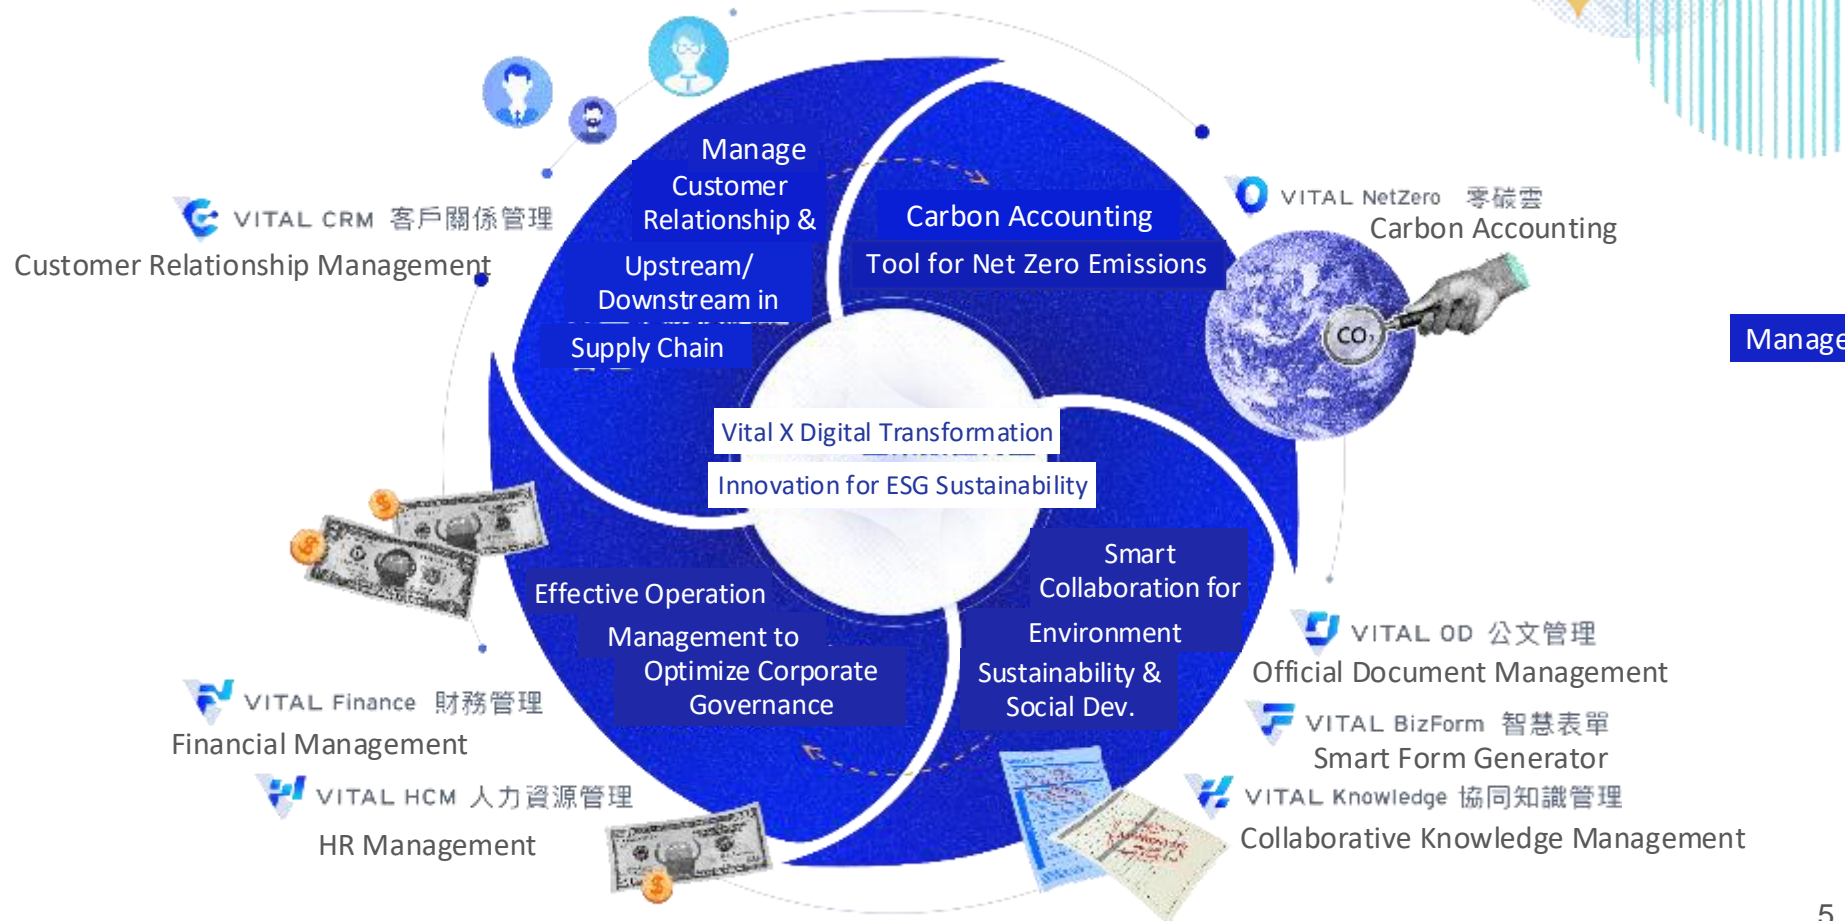 Manage
Customer
Relationship &
Upstream/
Downstream in
Supply Chain
Carbon Accounting
Tool for Net Zero Emissions
VITAL CRM 客戶關係管理
Customer Relationship Management
VITAL NetZero 零碳雲
Carbon Accounting
CO₂
Manage
Vital X Digital Transformation
Innovation for ESG Sustainability
Effective Operation
Management to
Optimize Corporate
Governance
Smart
Collaboration for
Environment
Sustainability &
Social Dev.
VITAL Finance 財務管理
Financial Management
VITAL HCM 人力資源管理
HR Management
VITAL OD 公文管理
Official Document Management
VITAL BizForm 智慧表單
Smart Form Generator
VITAL Knowledge 協同知識管理
Collaborative Knowledge Management
5